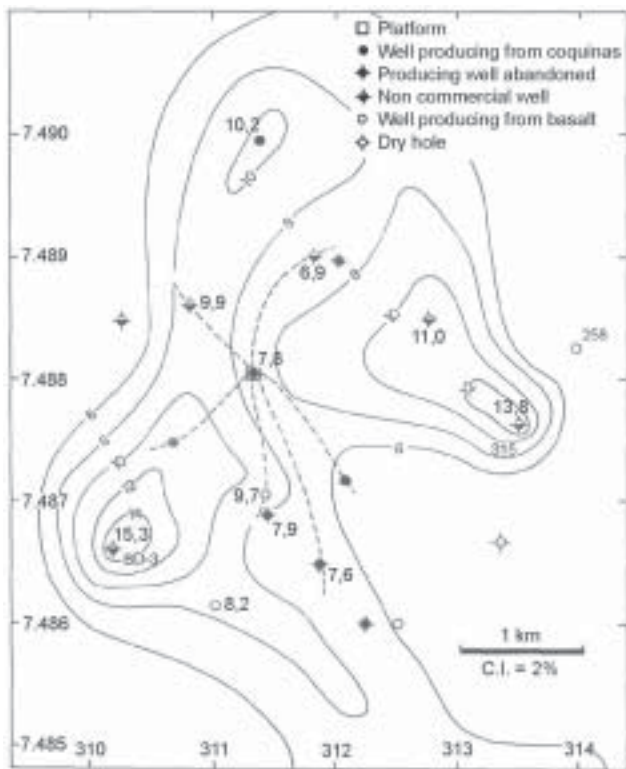 Platform
Well producing from coquinas
Producing well abandoned
Non commercial well
Well producing from basalt
Dry hole
7.490
10,2
7.489
6,9
9,9
11,0
258
7,8
7.488
13,8
315
9,7
7,9
7.487
15,3
8D-3
7,6
8,2
7.486
1 km
C.I. = 2%
7.485
310 311 312 313 314